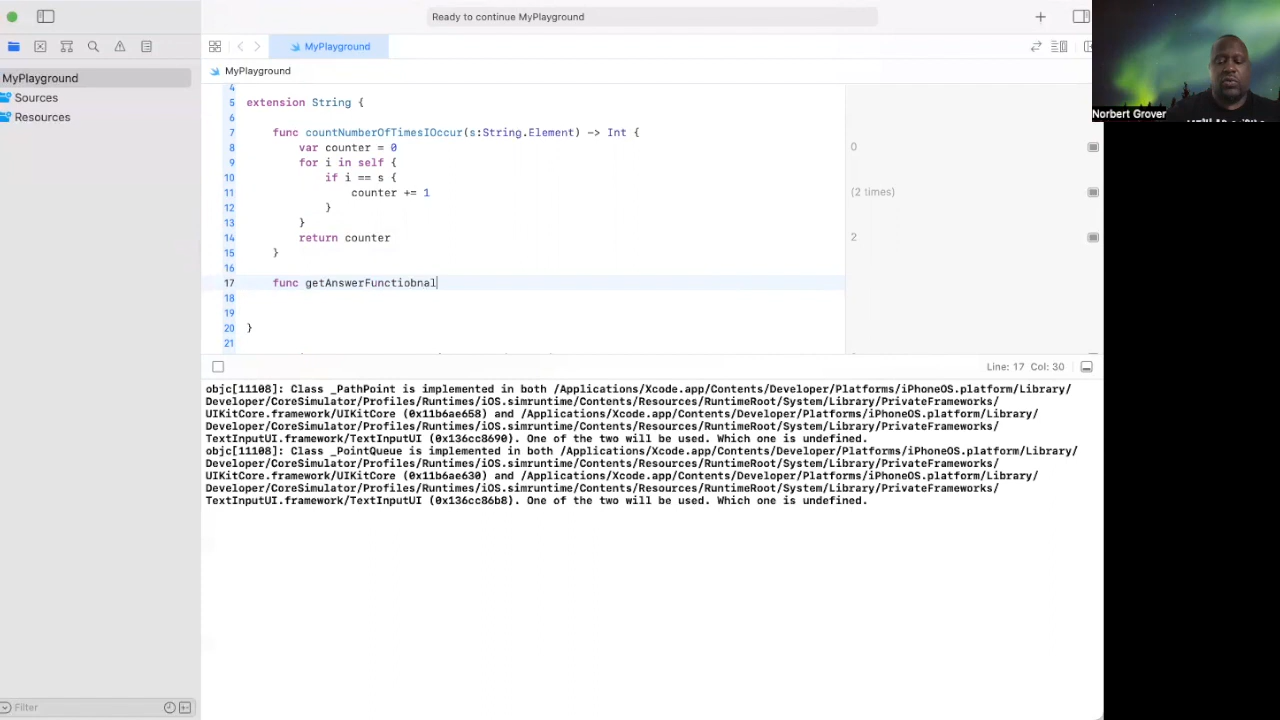 Ready to continue MyPlayground
MyPlayground
MyPlayground
MyPlayground
Sources
Resources
4
5 extension String {
6
7 func countNumberOfTimesIOccur(s:String.Element) -> Int {
8 var counter = 0
0
9 for i in self {
10 if i == s {
11 counter += 1
(2 times)
12 }
13 }
14 return counter
2
15 }
16
17 func getAnswerFunctiobnal
18
19
20 }
21
Line: 17 Col: 30
objc[11108]: Class _PathPoint is implemented in both /Applications/Xcode.app/Contents/Developer/Platforms/iPhoneOS.platform/Library/
Developer/CoreSimulator/Profiles/Runtimes/iOS.simruntime/Contents/Resources/RuntimeRoot/System/Library/PrivateFrameworks/
UIKitCore.framework/UIKitCore (0x11b6ae658) and /Applications/Xcode.app/Contents/Developer/Platforms/iPhoneOS.platform/Library/
Developer/CoreSimulator/Profiles/Runtimes/iOS.simruntime/Contents/Resources/RuntimeRoot/System/Library/PrivateFrameworks/
TextInputUI.framework/TextInputUI (0x136cc8690). One of the two will be used. Which one is undefined.
objc[11108]: Class _PointQueue is implemented in both /Applications/Xcode.app/Contents/Developer/Platforms/iPhoneOS.platform/Library/
Developer/CoreSimulator/Profiles/Runtimes/iOS.simruntime/Contents/Resources/RuntimeRoot/System/Library/PrivateFrameworks/
UIKitCore.framework/UIKitCore (0x11b6ae630) and /Applications/Xcode.app/Contents/Developer/Platforms/iPhoneOS.platform/Library/
Developer/CoreSimulator/Profiles/Runtimes/iOS.simruntime/Contents/Resources/RuntimeRoot/System/Library/PrivateFrameworks/
TextInputUI.framework/TextInputUI (0x136cc86b8). One of the two will be used. Which one is undefined.
Filter
Norbert Grover